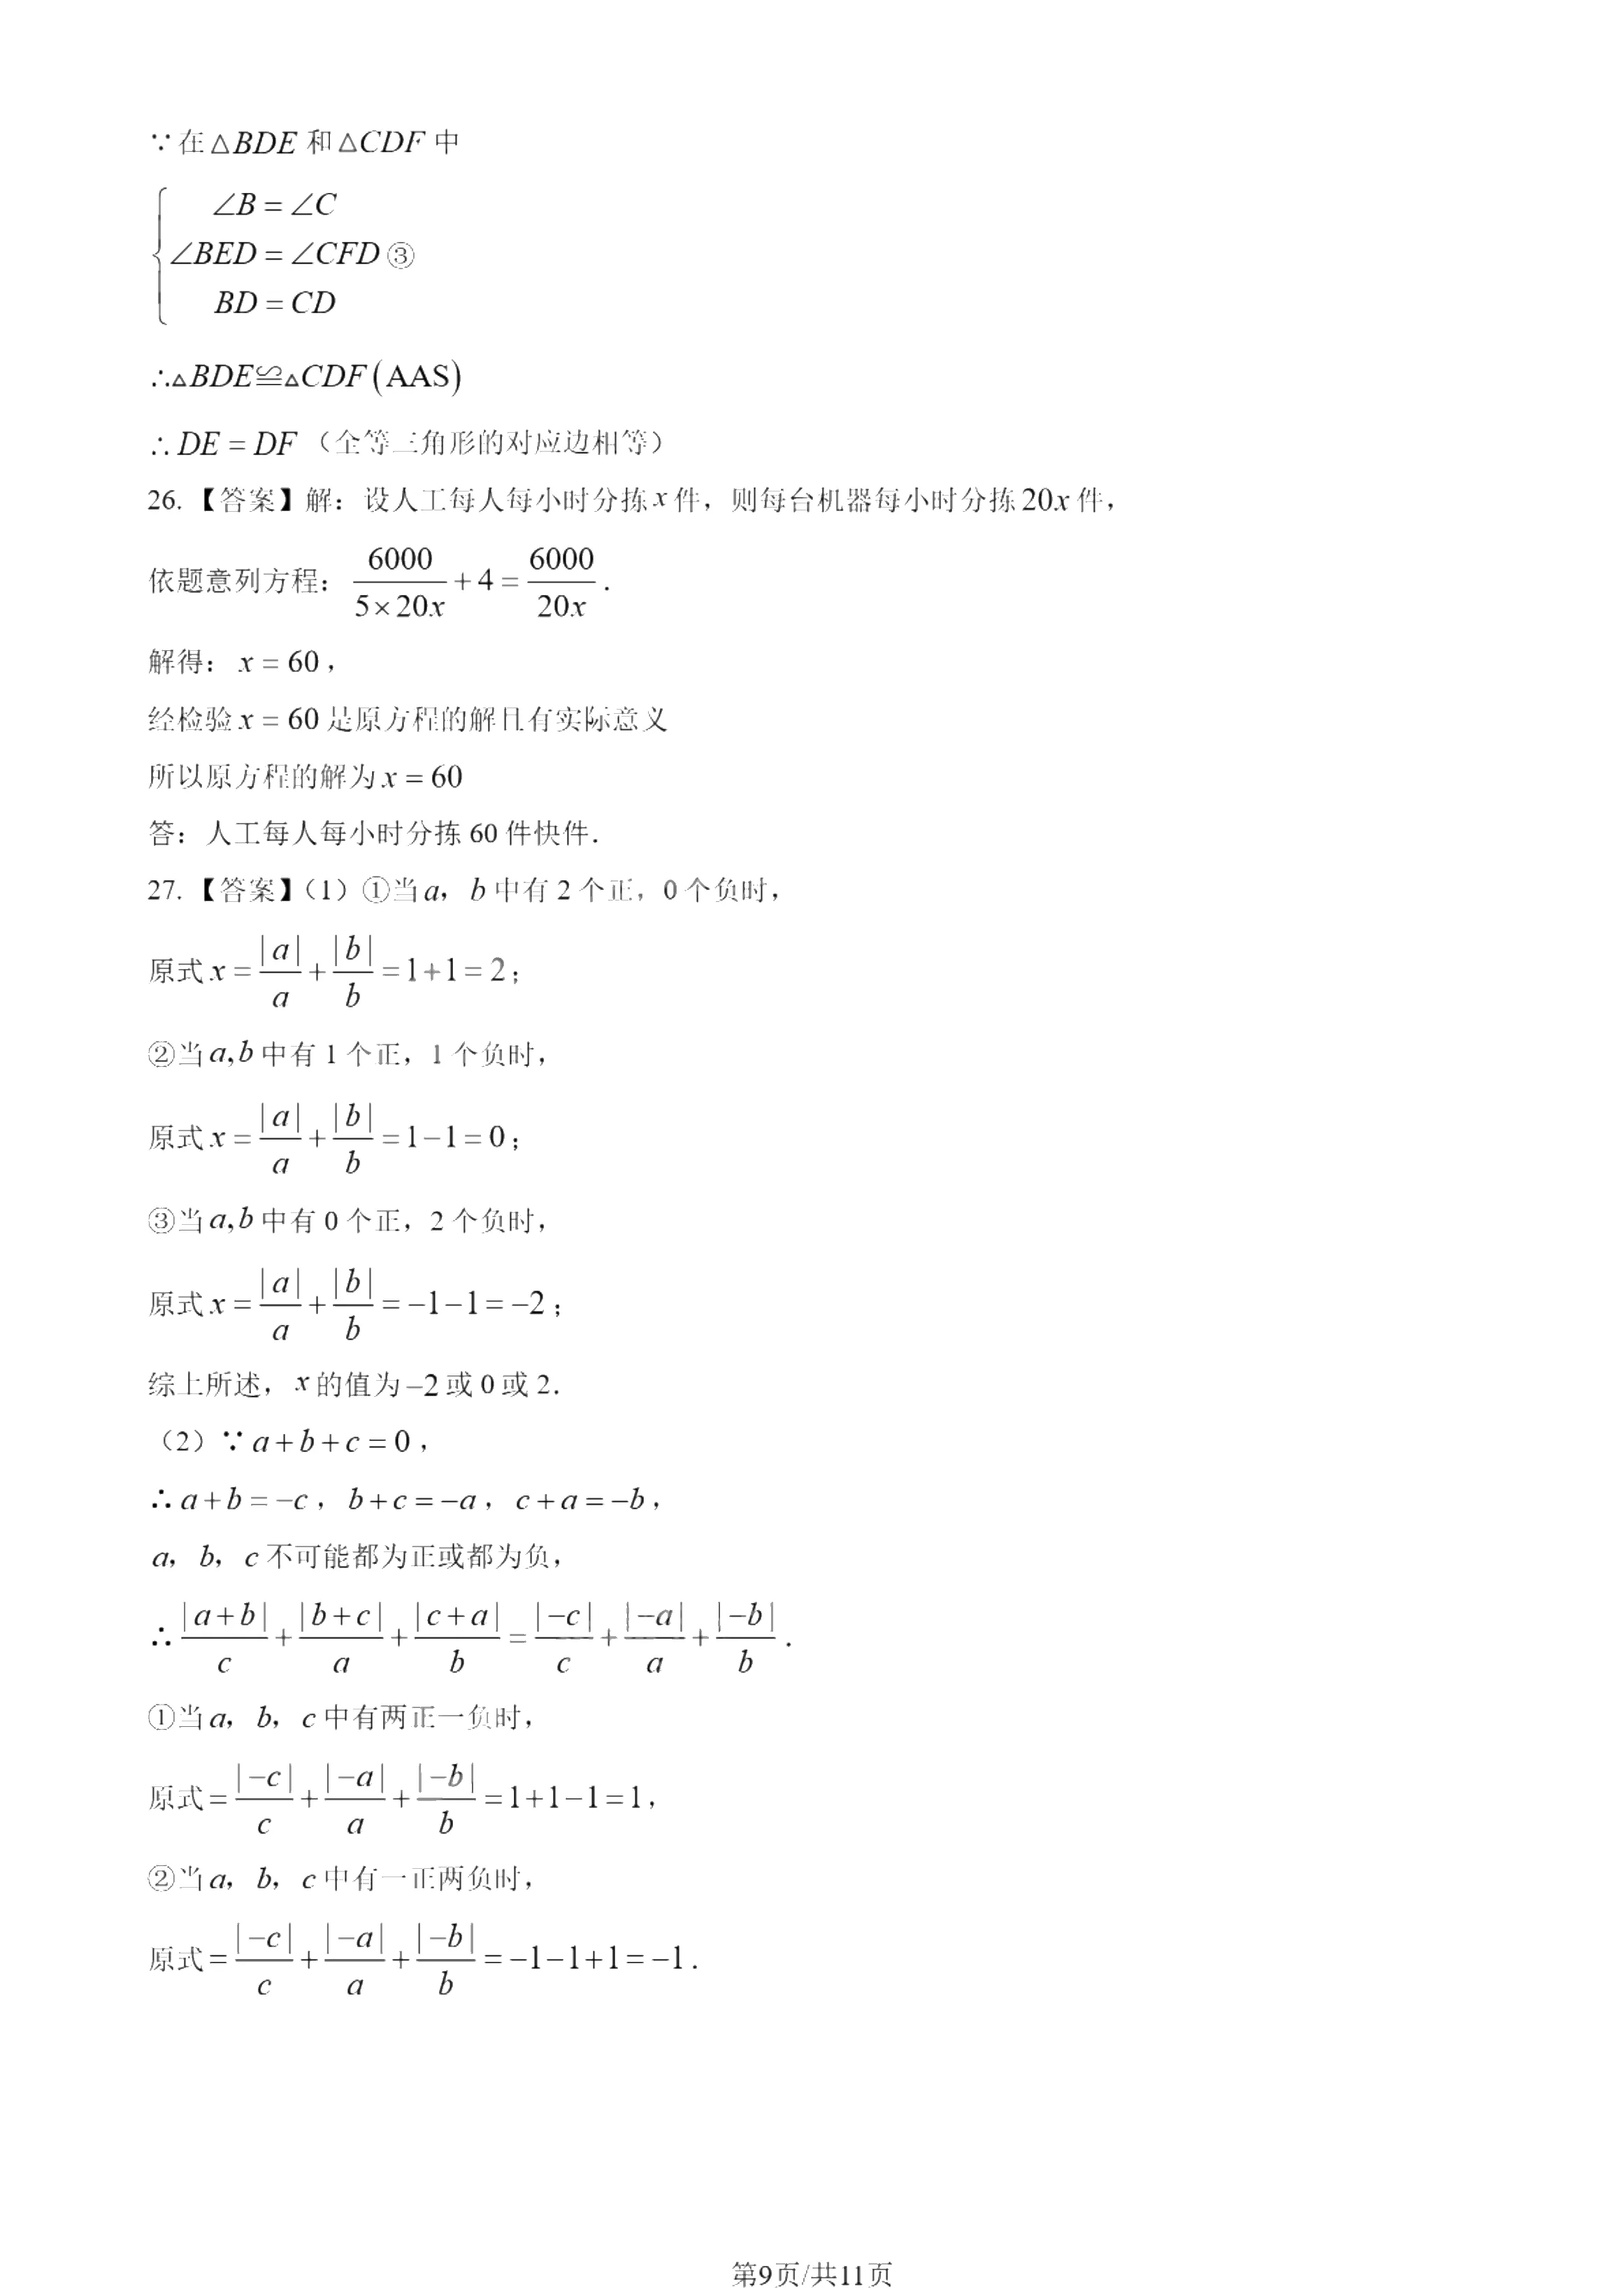 ∵在△BDE和△CDF中
∠B=∠C
∠BED=∠CFD③
BD=CD
∴△BDE≌△CDF(AAS)
∴DE=DF（全等三角形的对应边相等）
26.【答案】解：设人工每人每小时分拣x件，则每台机器每小时分拣20x件，
依题意列方程：6000/(5×20x)+4=6000/(20x).
解得：x=60，
经检验x=60是原方程的解且有实际意义
所以原方程的解为x=60
答：人工每人每小时分拣60件快件.
27.【答案】（1）①当a，b中有2个正，0个负时，
原式x=|a|/a+|b|/b=1+1=2；
②当a,b中有1个正，1个负时，
原式x=|a|/a+|b|/b=1−1=0；
③当a,b中有0个正，2个负时，
原式x=|a|/a+|b|/b=−1−1=−2；
综上所述，x的值为−2或0或2.
（2）∵a+b+c=0，
∴a+b=−c，b+c=−a，c+a=−b，
a，b，c不可能都为正或都为负，
∴|a+b|/c+|b+c|/a+|c+a|/b=|−c|/c+|−a|/a+|−b|/b.
①当a，b，c中有两正一负时，
原式=|−c|/c+|−a|/a+|−b|/b=1+1−1=1，
②当a，b，c中有一正两负时，
原式=|−c|/c+|−a|/a+|−b|/b=−1−1+1=−1.
第9页/共11页